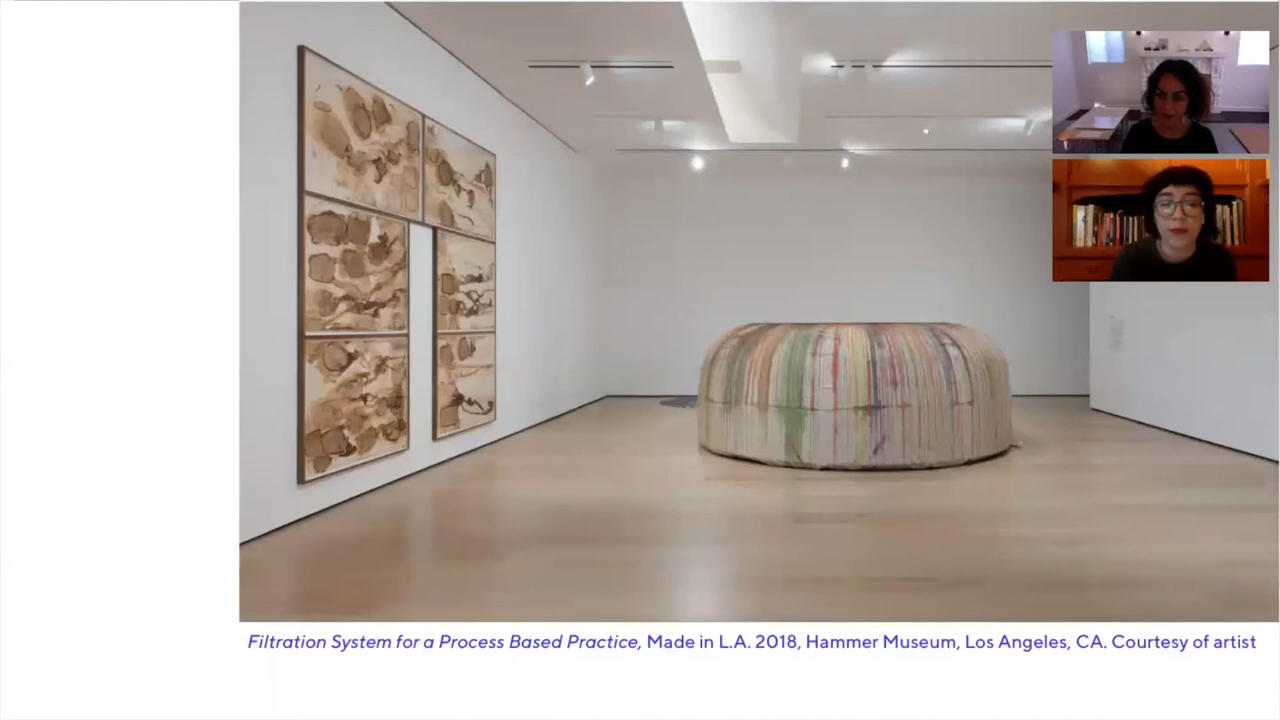 Filtration System for a Process Based Practice, Made in L.A. 2018, Hammer Museum, Los Angeles, CA. Courtesy of artist